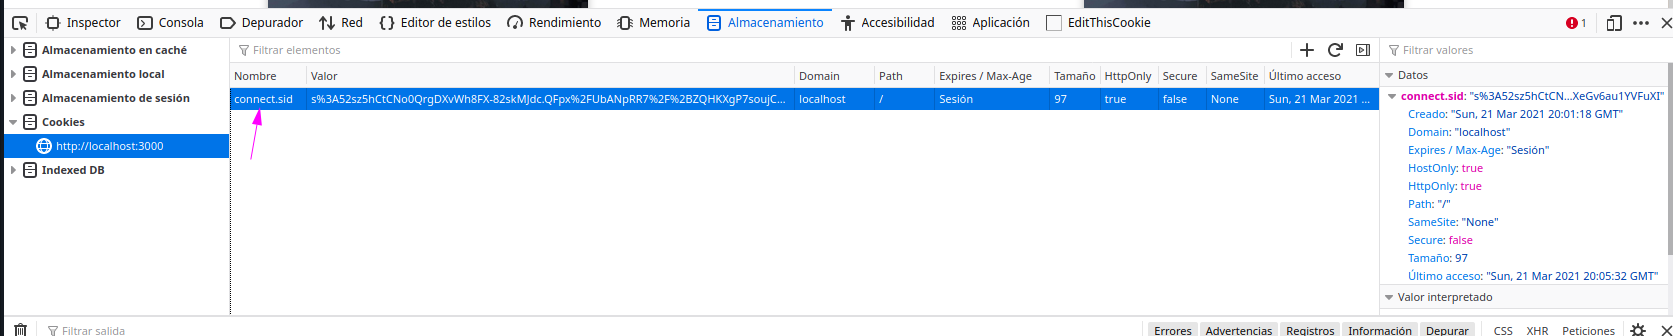 Inspector Consola Depurador Red Editor de estilos Rendimiento Memoria Almacenamiento Accesibilidad Aplicación EditThisCookie 1
Almacenamiento en caché
Almacenamiento local
Almacenamiento de sesión
Cookies
http://localhost:3000
Indexed DB
Filtrar elementos
Nombre Valor Domain Path Expires / Max-Age Tamaño HttpOnly Secure SameSite Último acceso
connect.sid s%3A52sz5hCtCNo0QrgDXvWh8FX-82skMJdc.QFpx%2FUbANpRR7%2F%2BZQHKXgP7soujC... localhost / Sesión 97 true false None Sun, 21 Mar 2021 ...
Filtrar valores
Datos
connect.sid: "s%3A52sz5hCtCN...XeGv6au1YVFuXI"
Creado: "Sun, 21 Mar 2021 20:01:18 GMT"
Domain: "localhost"
Expires / Max-Age: "Sesión"
HostOnly: true
HttpOnly: true
Path: "/"
SameSite: "None"
Secure: false
Tamaño: 97
Último acceso: "Sun, 21 Mar 2021 20:05:32 GMT"
Valor interpretado
Filtrar salida
Errores Advertencias Registros Información Depurar CSS XHR Peticiones